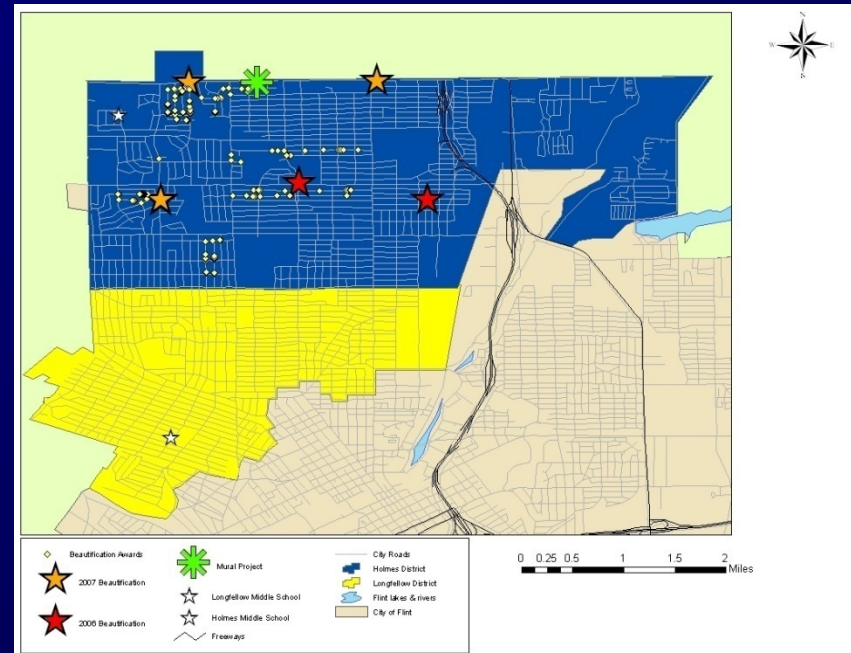 N
W
E
S
Beautification Awards
2007 Beautification
2006 Beautification
Mural Project
Longfellow Middle School
Holmes Middle School
Freeways
City Roads
Holmes District
Longfellow District
Flint lakes & rivers
City of Flint
0 0.25 0.5 1 1.5 2
Miles